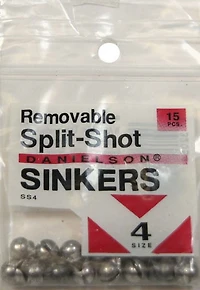 Removable
15
PCS.
Split-Shot
DANIELSON®
SINKERS
SS4
4
SIZE